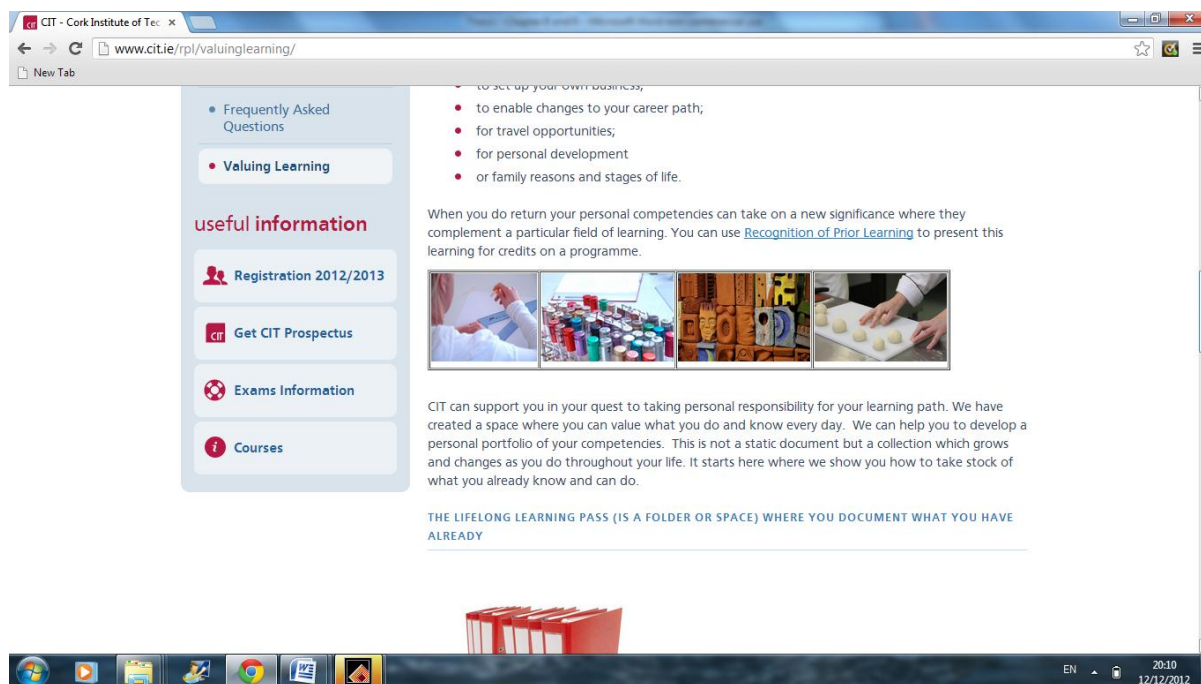 CIT - Cork Institute of Tec
www.cit.ie/rpl/valuinglearning/
New Tab
Frequently Asked
Questions
Valuing Learning
useful information
Registration 2012/2013
CIT Get CIT Prospectus
Exams Information
Courses
to set up your own business;
to enable changes to your career path;
for travel opportunities;
for personal development
or family reasons and stages of life.
When you do return your personal competencies can take on a new significance where they
complement a particular field of learning. You can use Recognition of Prior Learning to present this
learning for credits on a programme.
CIT can support you in your quest to taking personal responsibility for your learning path. We have
created a space where you can value what you do and know every day. We can help you to develop a
personal portfolio of your competencies. This is not a static document but a collection which grows
and changes as you do throughout your life. It starts here where we show you how to take stock of
what you already know and can do.
THE LIFELONG LEARNING PASS (IS A FOLDER OR SPACE) WHERE YOU DOCUMENT WHAT YOU HAVE
ALREADY
EN
20:10
12/12/2012